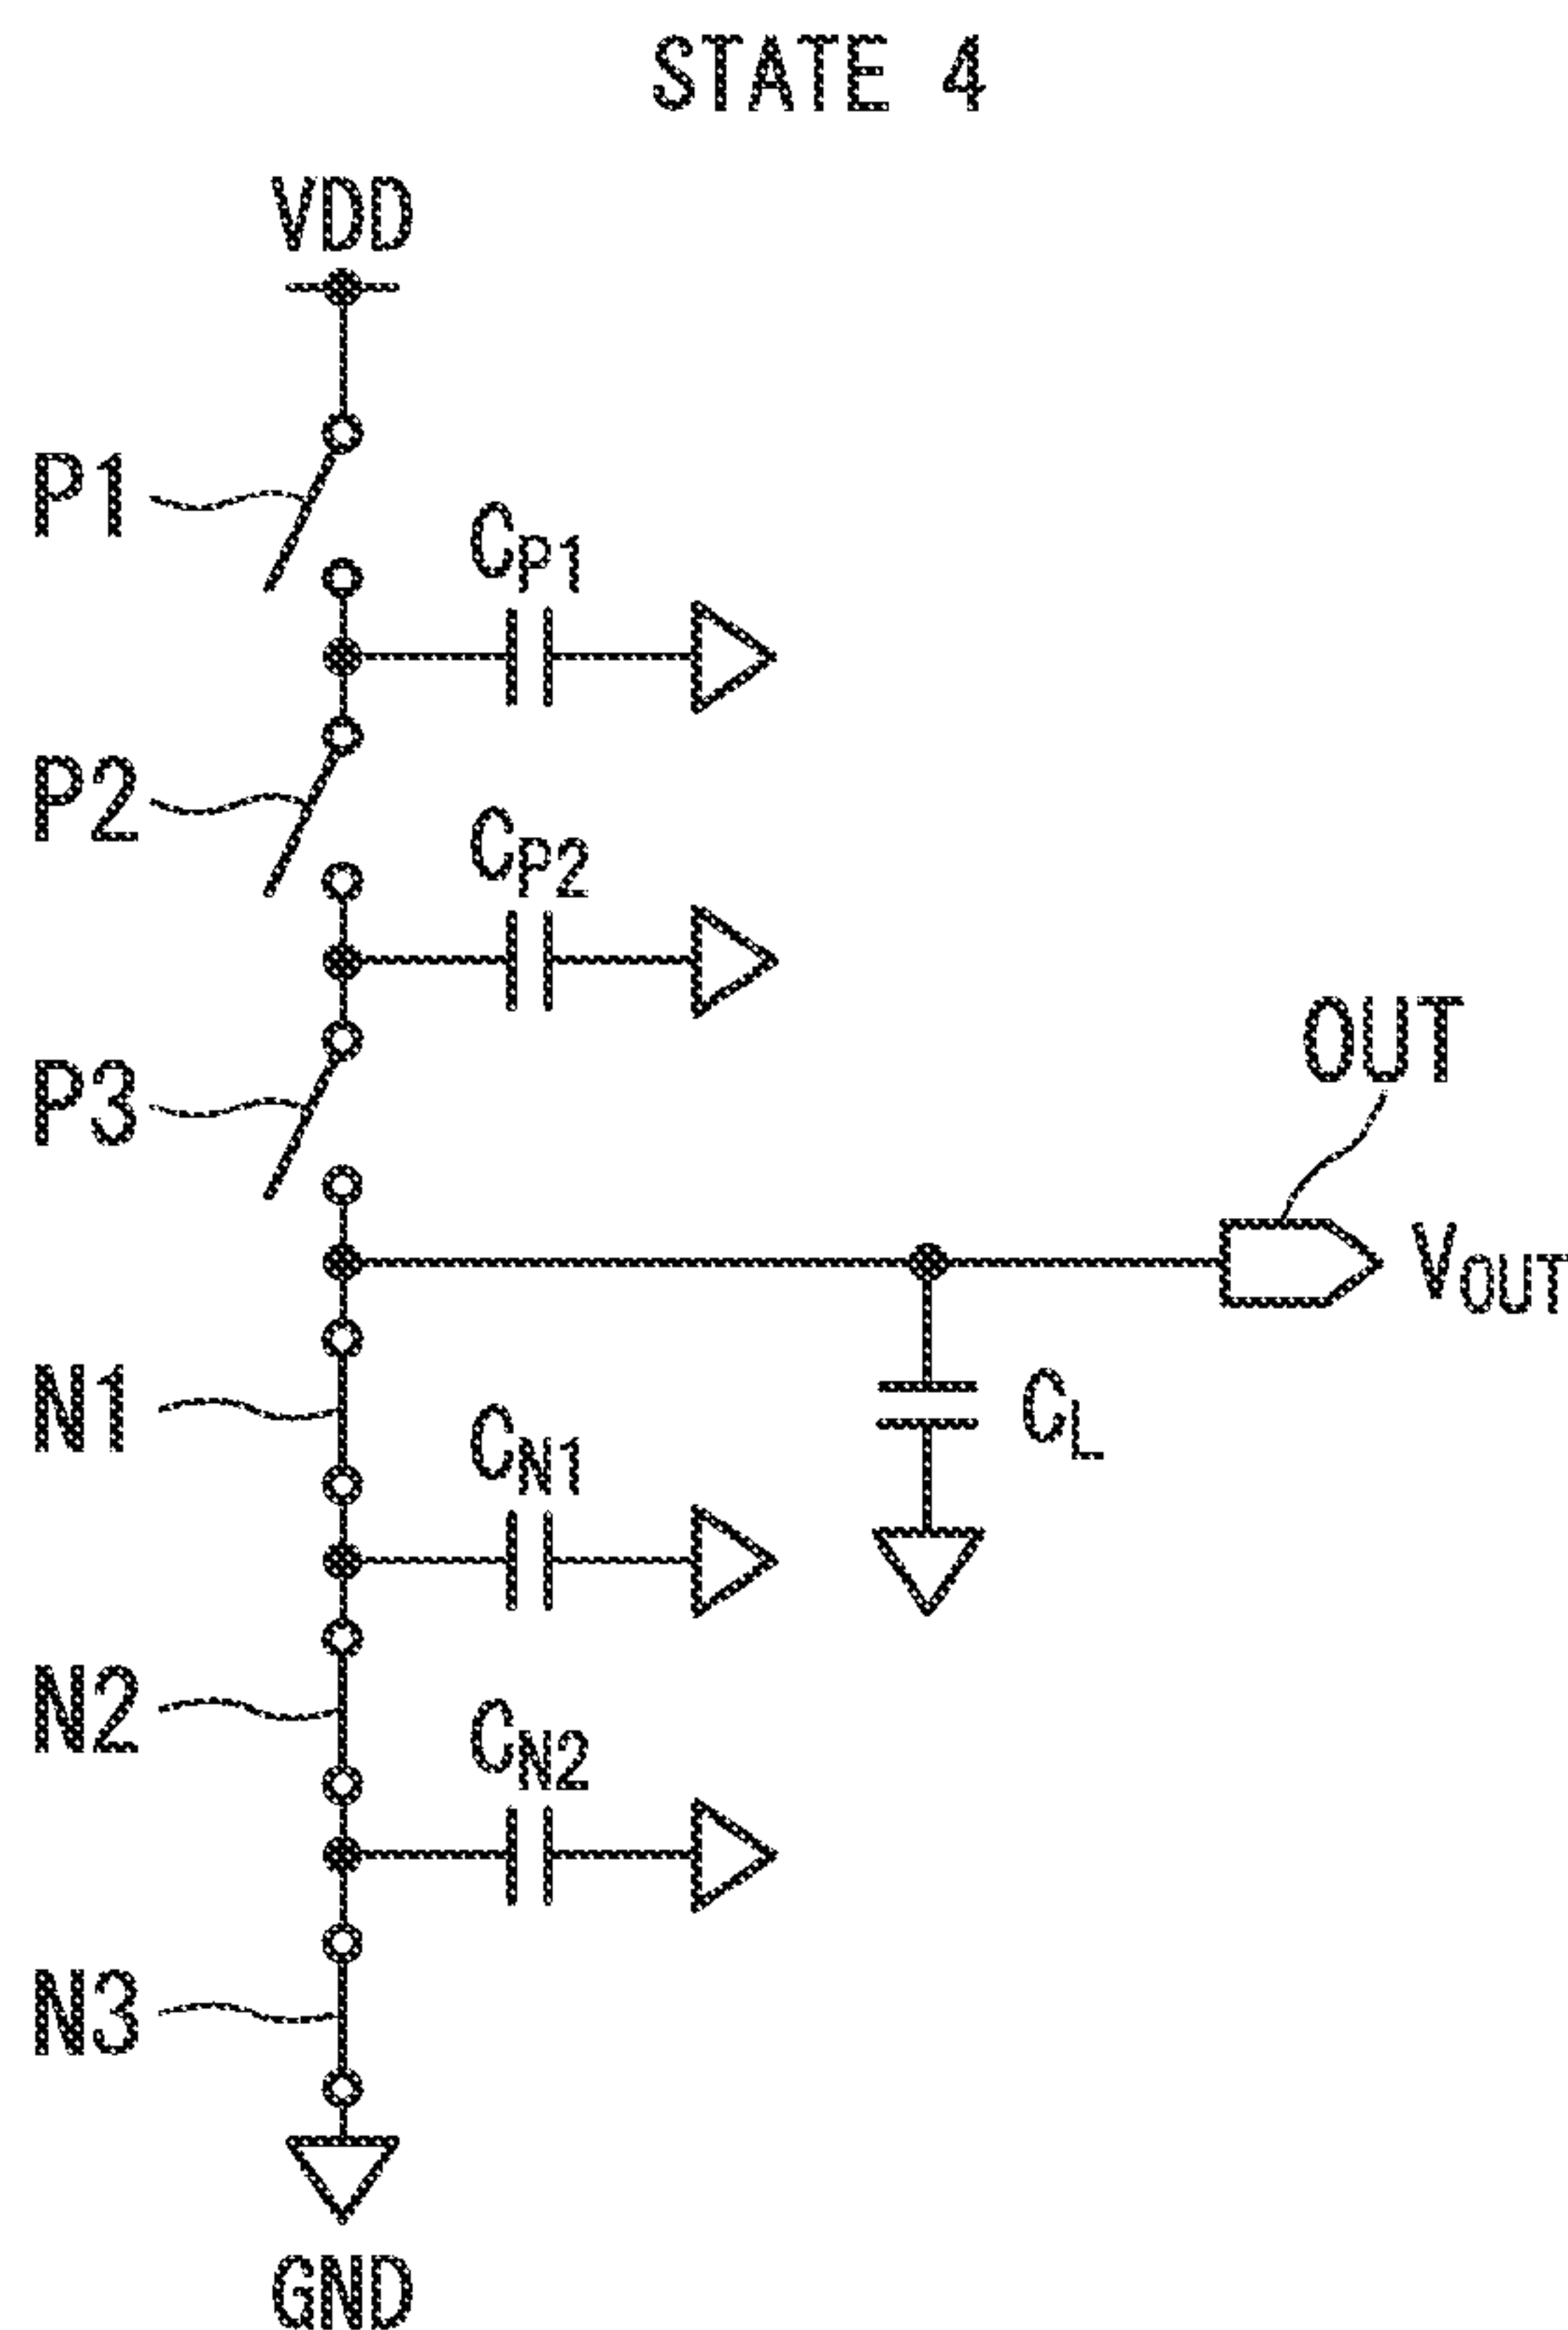 STATE 4
VDD
P1
CP1
P2
CP2
P3
OUT
VOUT
N1
CN1
CL
N2
CN2
N3
GND